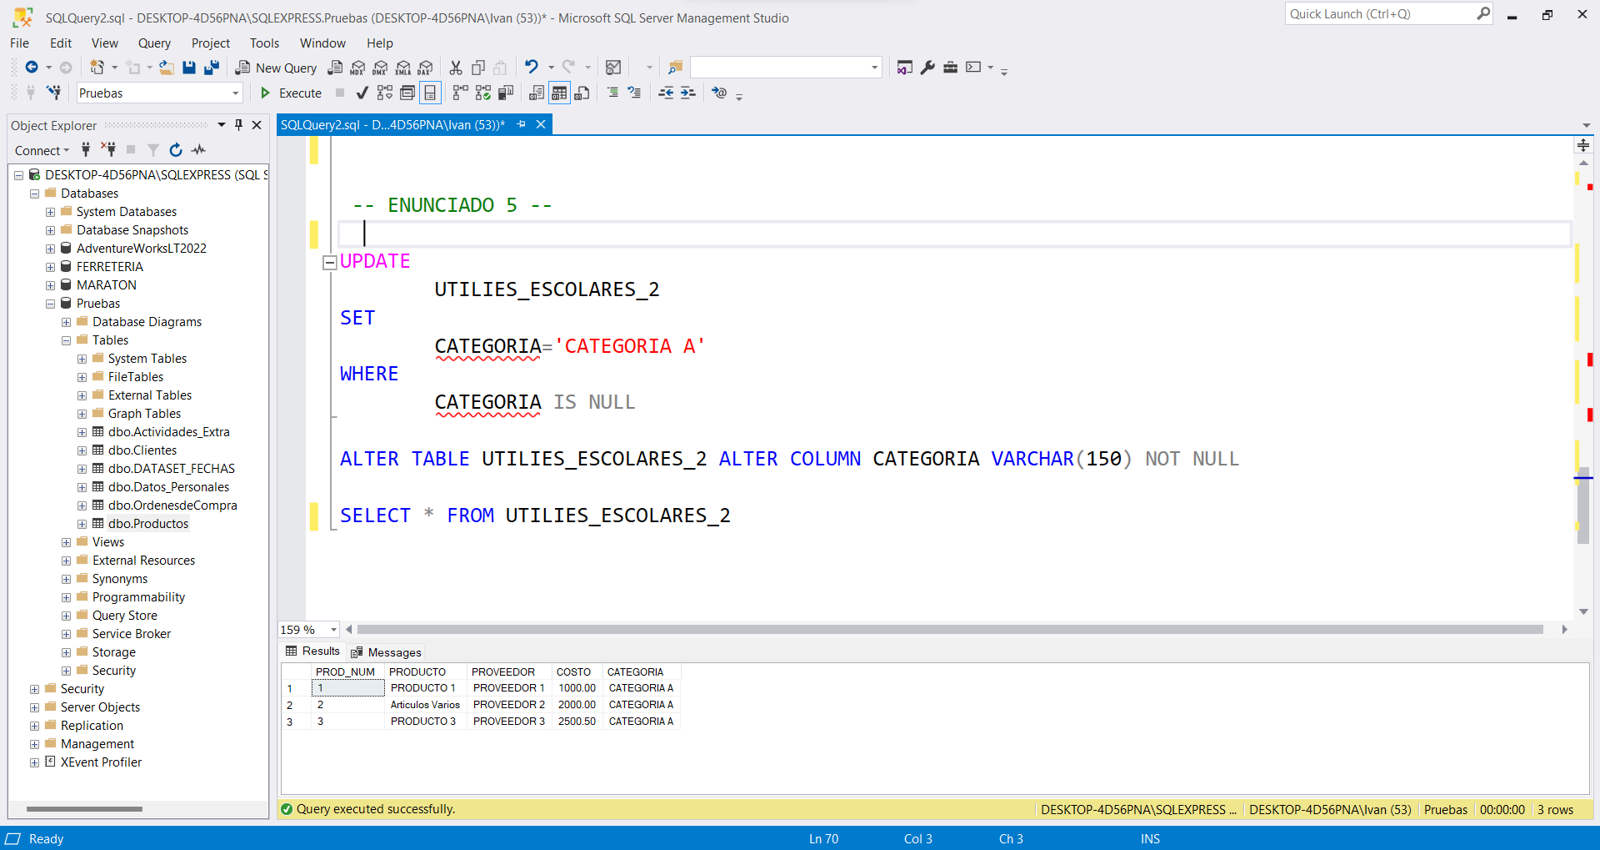 SQLQuery2.sql - DESKTOP-4D56PNA\SQLEXPRESS.Pruebas (DESKTOP-4D56PNA\Ivan (53))* - Microsoft SQL Server Management Studio
Quick Launch (Ctrl+Q)
File Edit View Query Project Tools Window Help
New Query MDX DMX XMLA DAX
Pruebas Execute
Object Explorer
SQLQuery2.sql - D...4D56PNA\Ivan (53))*
Connect
DESKTOP-4D56PNA\SQLEXPRESS (SQL S
Databases
System Databases
Database Snapshots
AdventureWorksLT2022
FERRETERIA
MARATON
Pruebas
Database Diagrams
Tables
System Tables
FileTables
External Tables
Graph Tables
dbo.Actividades_Extra
dbo.Clientes
dbo.DATASET_FECHAS
dbo.Datos_Personales
dbo.OrdenesdeCompra
dbo.Productos
Views
External Resources
Synonyms
Programmability
Query Store
Service Broker
Storage
Security
Security
Server Objects
Replication
Management
XEvent Profiler
-- ENUNCIADO 5 --
UPDATE
UTILIES_ESCOLARES_2
SET
CATEGORIA='CATEGORIA A'
WHERE
CATEGORIA IS NULL
ALTER TABLE UTILIES_ESCOLARES_2 ALTER COLUMN CATEGORIA VARCHAR(150) NOT NULL
SELECT * FROM UTILIES_ESCOLARES_2
159 %
Results Messages
PROD_NUM PRODUCTO PROVEEDOR COSTO CATEGORIA
1 1 PRODUCTO 1 PROVEEDOR 1 1000.00 CATEGORIA A
2 2 Articulos Varios PROVEEDOR 2 2000.00 CATEGORIA A
3 3 PRODUCTO 3 PROVEEDOR 3 2500.50 CATEGORIA A
Query executed successfully. DESKTOP-4D56PNA\SQLEXPRESS ... DESKTOP-4D56PNA\Ivan (53) Pruebas 00:00:00 3 rows
Ready Ln 70 Col 3 Ch 3 INS